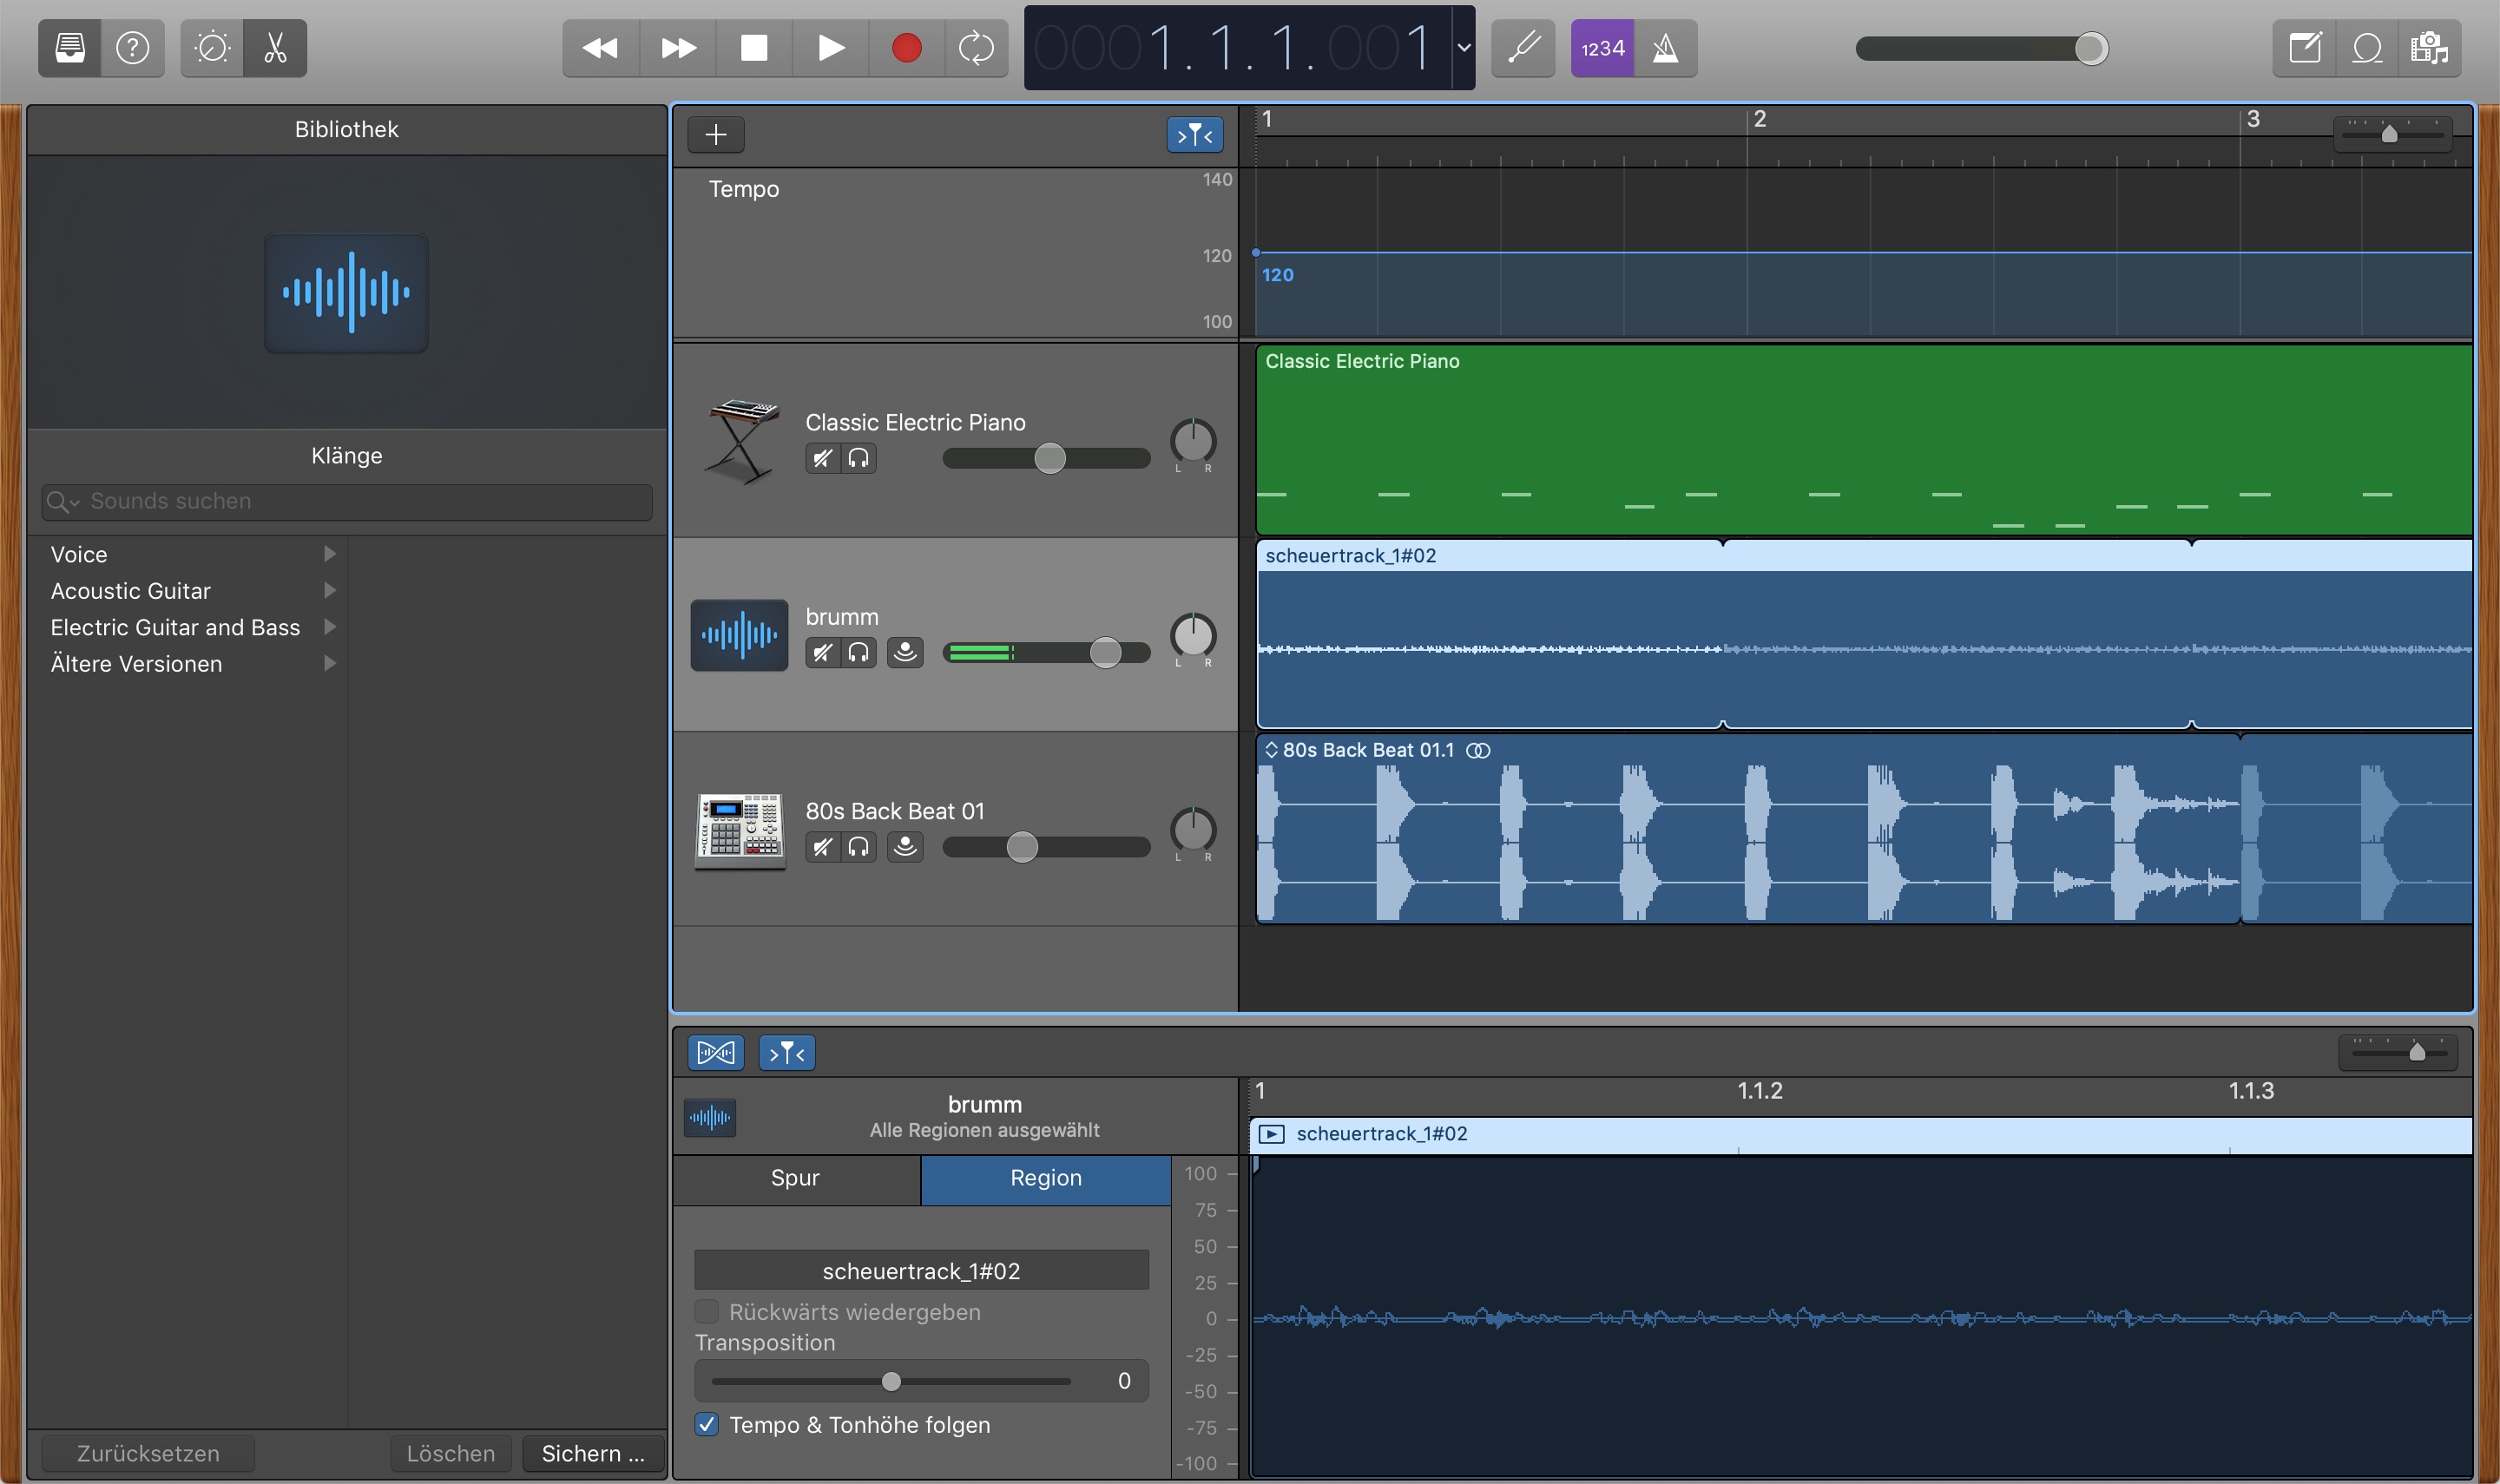 0001. 1. 1. 001
1234
Bibliothek
Klänge
Sounds suchen
Voice
Acoustic Guitar
Electric Guitar and Bass
Ältere Versionen
Zurücksetzen
Löschen
Sichern ...
1
2
3
Tempo
140
120
100
120
Classic Electric Piano
L R
Classic Electric Piano
brumm
L R
scheuertrack_1#02
80s Back Beat 01
L R
80s Back Beat 01.1
brumm
Alle Regionen ausgewählt
1
1.1.2
1.1.3
scheuertrack_1#02
Spur
Region
scheuertrack_1#02
Rückwärts wiedergeben
Transposition
0
Tempo & Tonhöhe folgen
100
75
50
25
0
-25
-50
-75
-100